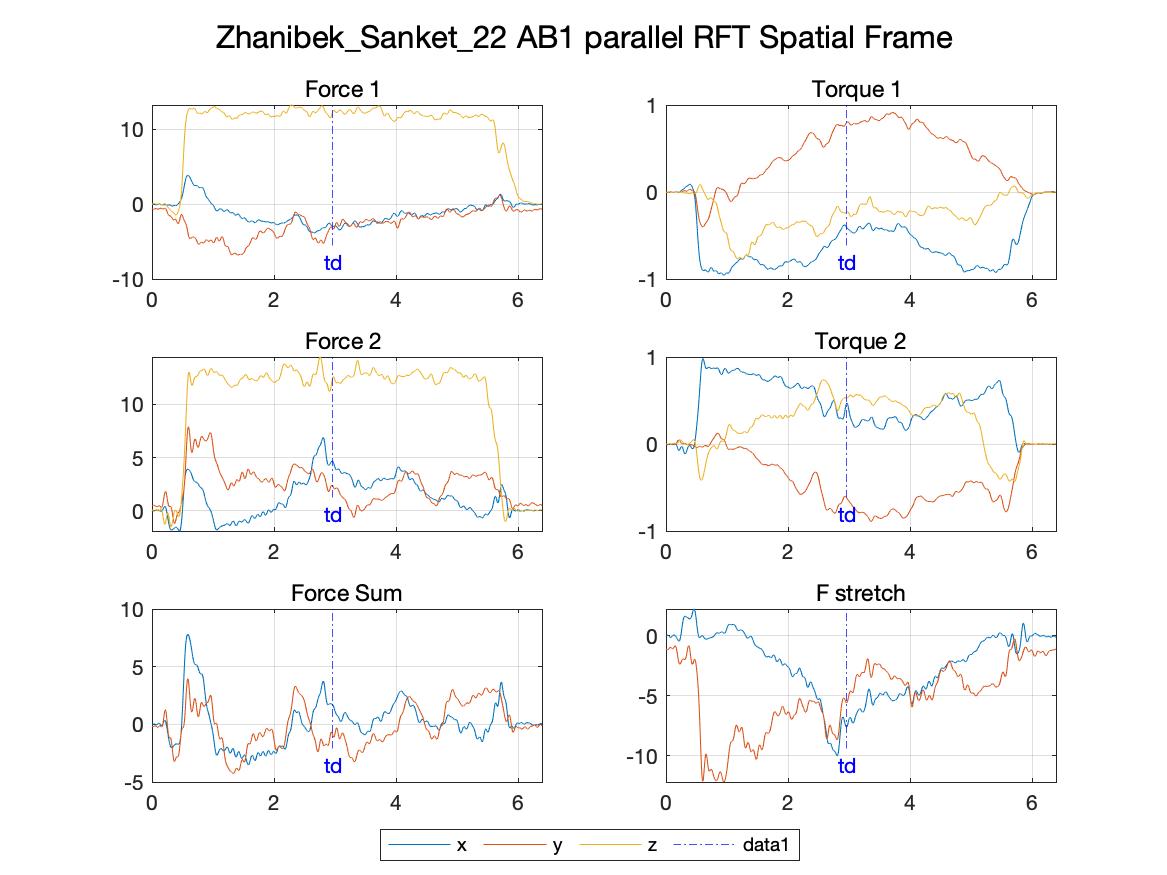 Zhanibek_Sanket_22 AB1 parallel RFT Spatial Frame
Force 1
10
0
-10
0 2 4 6
td
Torque 1
1
0
-1
0 2 4 6
td
Force 2
10
5
0
0 2 4 6
td
Torque 2
1
0
-1
0 2 4 6
td
Force Sum
10
5
0
-5
0 2 4 6
td
F stretch
0
-5
-10
0 2 4 6
td
x y z data1